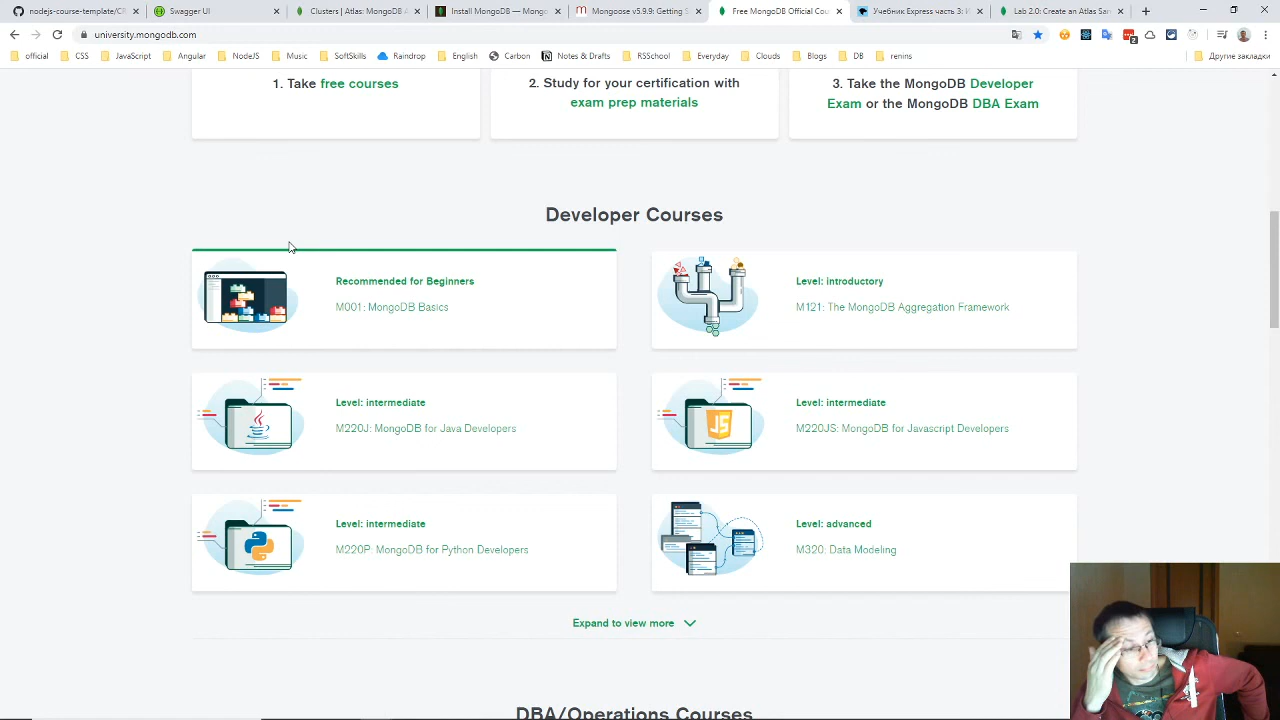 nodejs-course-template/CR
Swagger UI
Clusters | Atlas: MongoDB A
Install MongoDB — Mongo
Mongoose v5.9.9: Getting S
Free MongoDB Official Cou
Учебник Express часть 3: И
Lab 2.0: Create an Atlas San
university.mongodb.com
official
CSS
JavaScript
Angular
NodeJS
Music
SoftSkills
Raindrop
English
Carbon
Notes & Drafts
RSSchool
Everyday
Clouds
Blogs
DB
renins
Другие закладки
1. Take free courses
2. Study for your certification with
exam prep materials
3. Take the MongoDB Developer
Exam or the MongoDB DBA Exam
Developer Courses
Recommended for Beginners
M001: MongoDB Basics
Level: introductory
M121: The MongoDB Aggregation Framework
Level: intermediate
M220J: MongoDB for Java Developers
JS
Level: intermediate
M220JS: MongoDB for Javascript Developers
Level: intermediate
M220P: MongoDB for Python Developers
Level: advanced
M320: Data Modeling
Expand to view more
DBA/Operations Courses